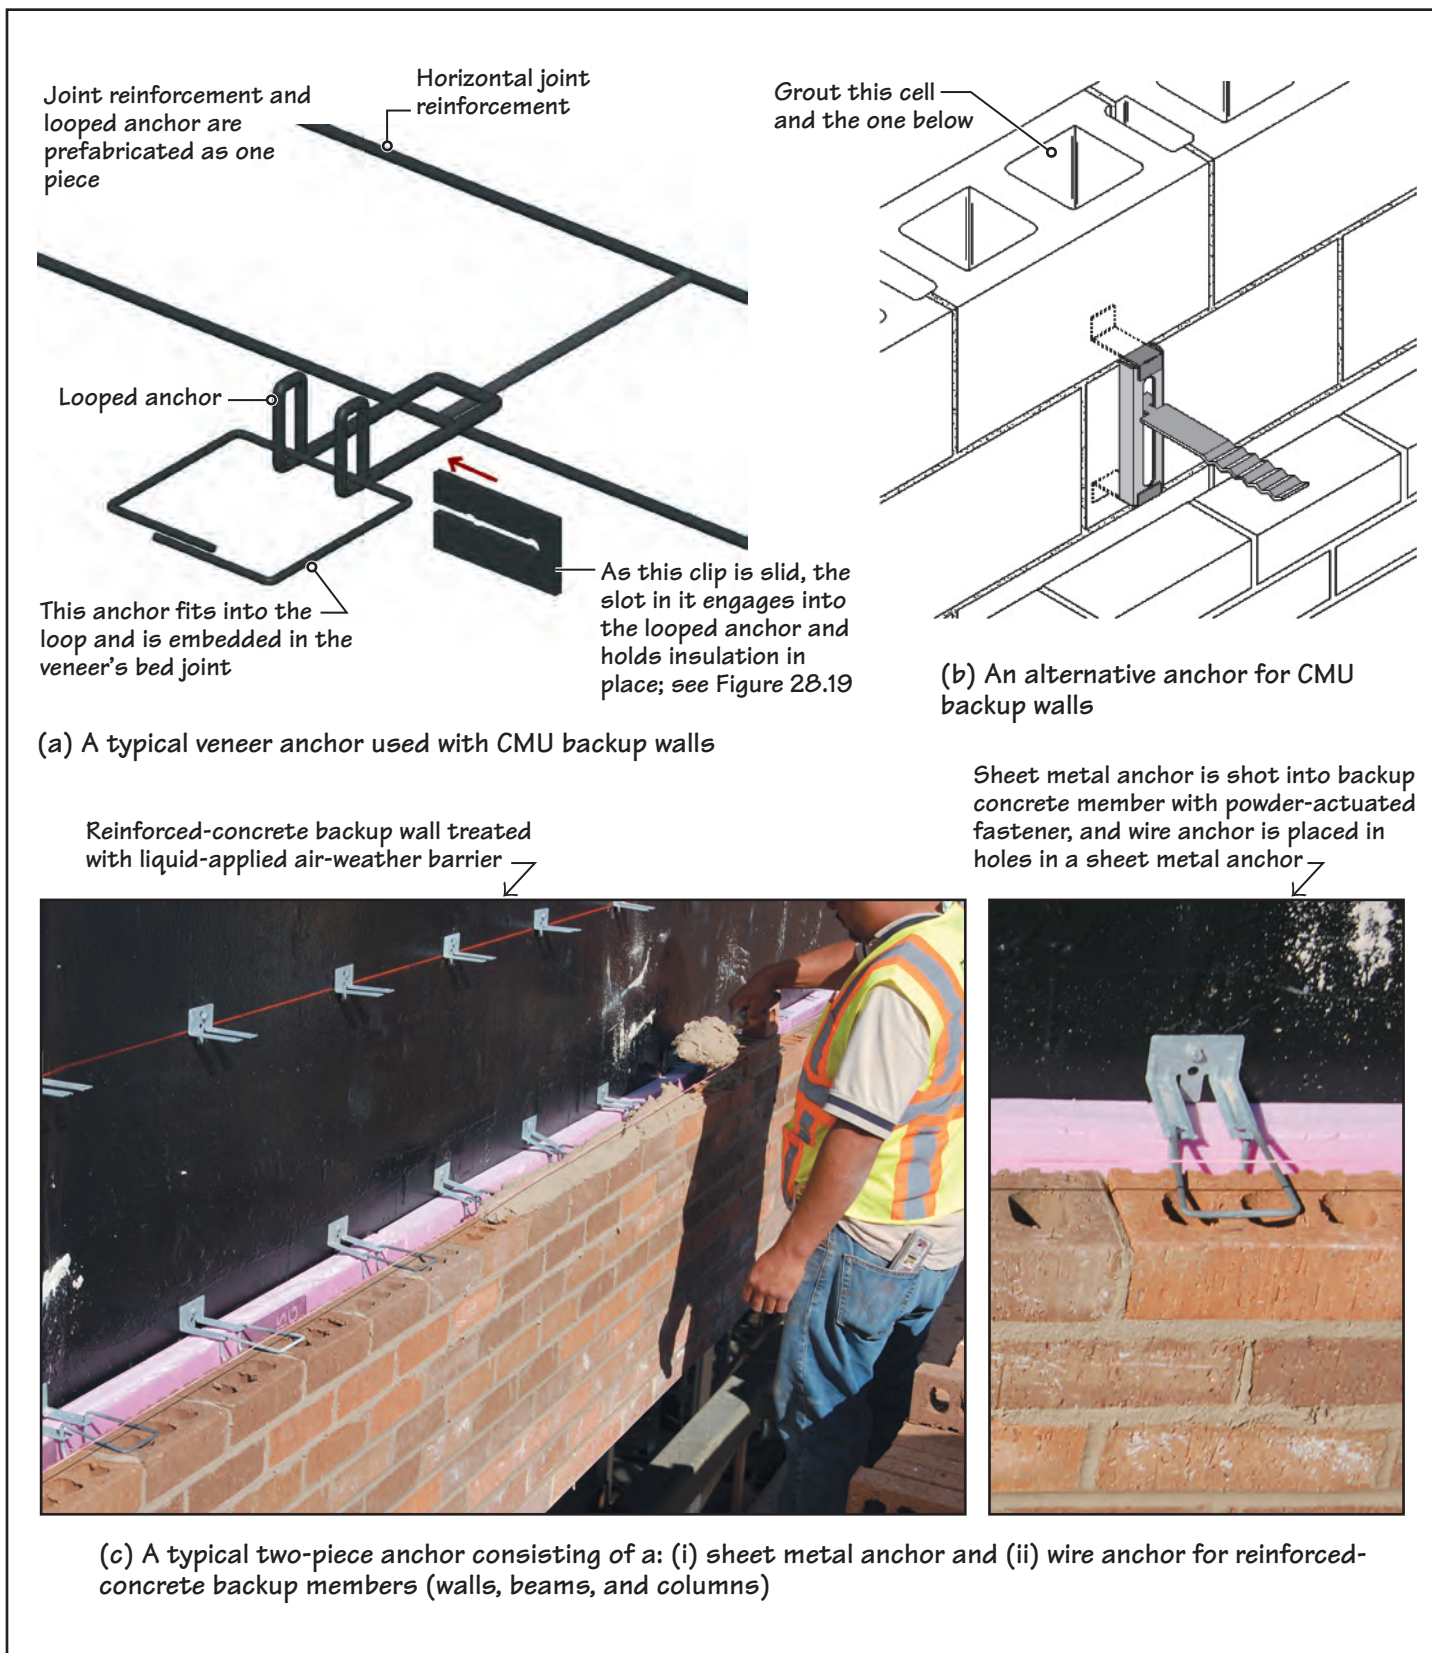 Joint reinforcement and
looped anchor are
prefabricated as one
piece
Horizontal joint
reinforcement
Looped anchor
This anchor fits into the
loop and is embedded in the
veneer's bed joint
As this clip is slid, the
slot in it engages into
the looped anchor and
holds insulation in
place; see Figure 28.19
(a) A typical veneer anchor used with CMU backup walls
Grout this cell
and the one below
(b) An alternative anchor for CMU
backup walls
Reinforced-concrete backup wall treated
with liquid-applied air-weather barrier
Sheet metal anchor is shot into backup
concrete member with powder-actuated
fastener, and wire anchor is placed in
holes in a sheet metal anchor
(c) A typical two-piece anchor consisting of a: (i) sheet metal anchor and (ii) wire anchor for reinforced-
concrete backup members (walls, beams, and columns)